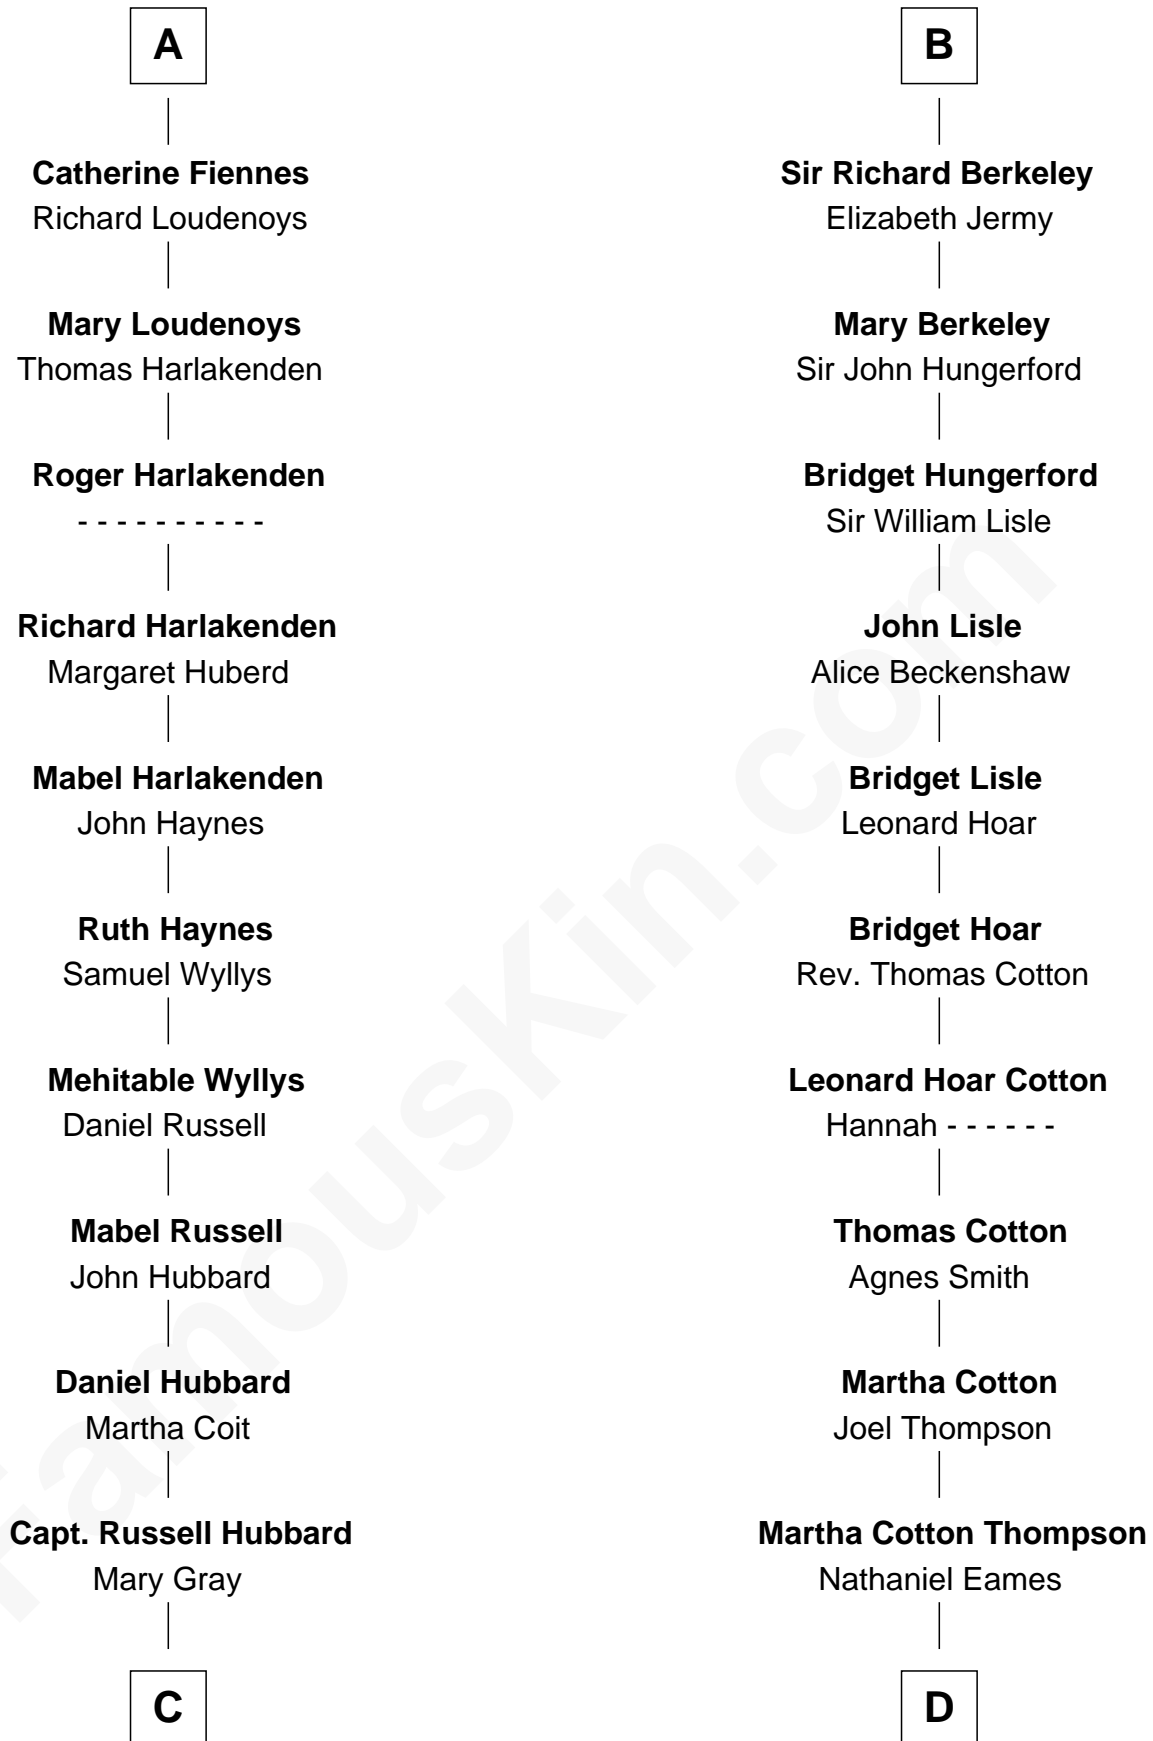 A
Catherine Fiennes
Richard Loudenoys
Mary Loudenoys
Thomas Harlakenden
Roger Harlakenden
- - - - - - - - - -
Richard Harlakenden
Margaret Huberd
Mabel Harlakenden
John Haynes
Ruth Haynes
Samuel Wyllys
Mehitable Wyllys
Daniel Russell
Mabel Russell
John Hubbard
Daniel Hubbard
Martha Coit
Capt. Russell Hubbard
Mary Gray
C
B
Sir Richard Berkeley
Elizabeth Jermy
Mary Berkeley
Sir John Hungerford
Bridget Hungerford
Sir William Lisle
John Lisle
Alice Beckenshaw
Bridget Lisle
Leonard Hoar
Bridget Hoar
Rev. Thomas Cotton
Leonard Hoar Cotton
Hannah - - - - - -
Thomas Cotton
Agnes Smith
Martha Cotton
Joel Thompson
Martha Cotton Thompson
Nathaniel Eames
D
FamousKin.com